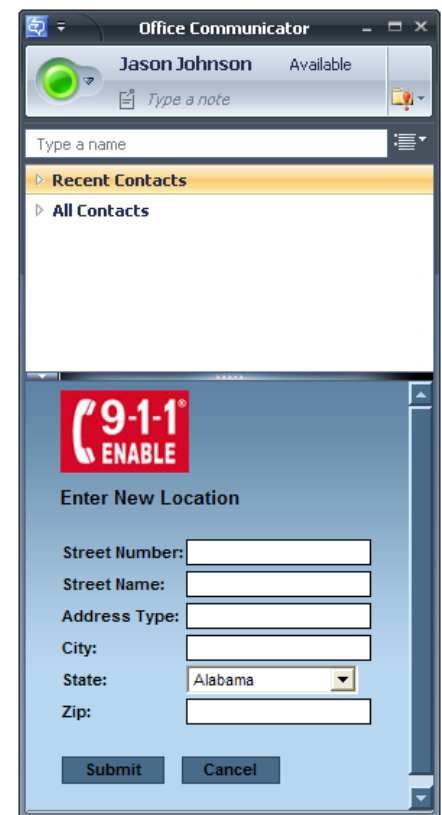 Office Communicator
Jason Johnson Available
Type a note
Type a name
Recent Contacts
All Contacts
9-1-1®
ENABLE
Enter New Location
Street Number:
Street Name:
Address Type:
City:
State: Alabama
Zip:
Submit Cancel